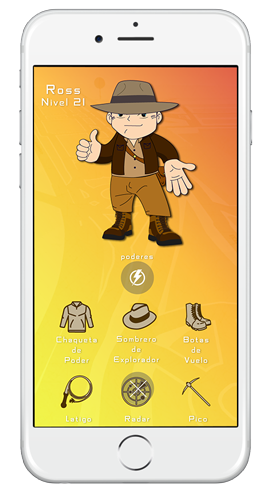 Ross
Nivel 21
poderes
Chaqueta
de
Poder
Sombrero
de
Explorador
Botas
de
Vuelo
Latigo
Radar
Pico